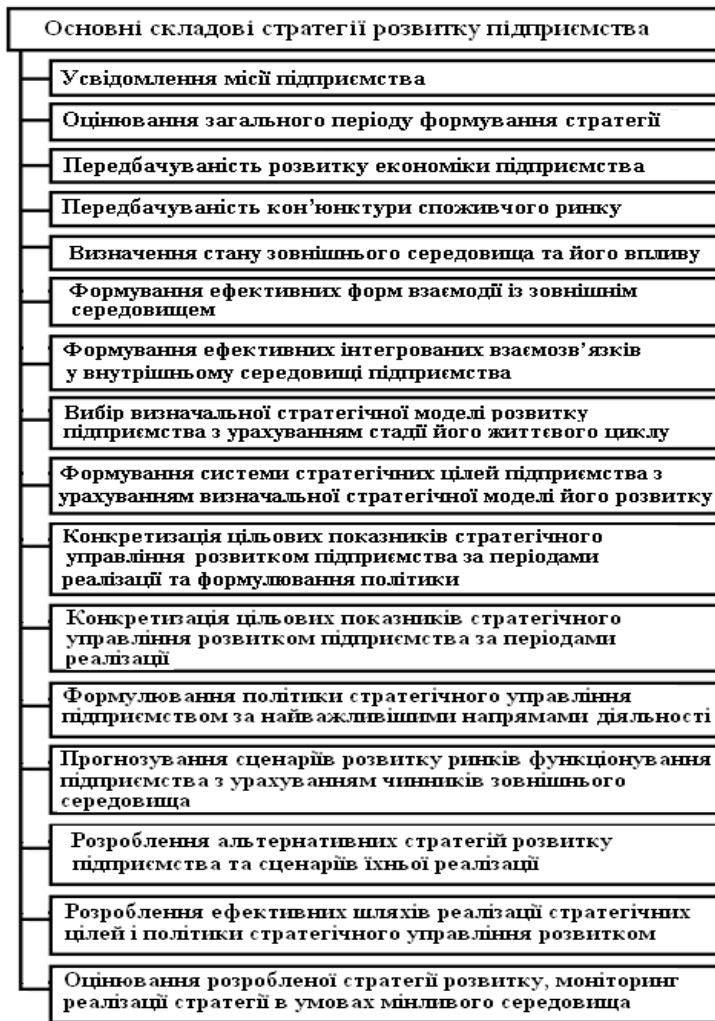 Основні складові стратегії розвитку підприємства
Усвідомлення місії підприємства
Оцінювання загального періоду формування стратегії
Передбачуваність розвитку економіки підприємства
Передбачуваність кон’юнктури споживчого ринку
Визначення стану зовнішнього середовища та його впливу
Формування ефективних форм взаємодії із зовнішнім
середовищем
Формування ефективних інтегрованих взаємозв’язків
у внутрішньому середовищі підприємства
Вибір визначальної стратегічної моделі розвитку
підприємства з урахуванням стадії його життєвого циклу
Формування системи стратегічних цілей підприємства з
урахуванням визначальної стратегічної моделі його розвитку
Конкретизація цільових показників стратегічного
управління розвитком підприємства за періодами
реалізації та формулювання політики
Конкретизація цільових показників стратегічного
управління розвитком підприємства за періодами
реалізації
Формулювання політики стратегічного управління
підприємством за найважливішими напрямами діяльності
Прогнозування сценаріїв розвитку ринків функціонування
підприємства з урахуванням чинників зовнішнього
середовища
Розроблення альтернативних стратегій розвитку
підприємства та сценаріїв їхньої реалізації
Розроблення ефективних шляхів реалізації стратегічних
цілей і політики стратегічного управління розвитком
Оцінювання розробленої стратегії розвитку, моніторинг
реалізації стратегії в умовах мінливого середовища